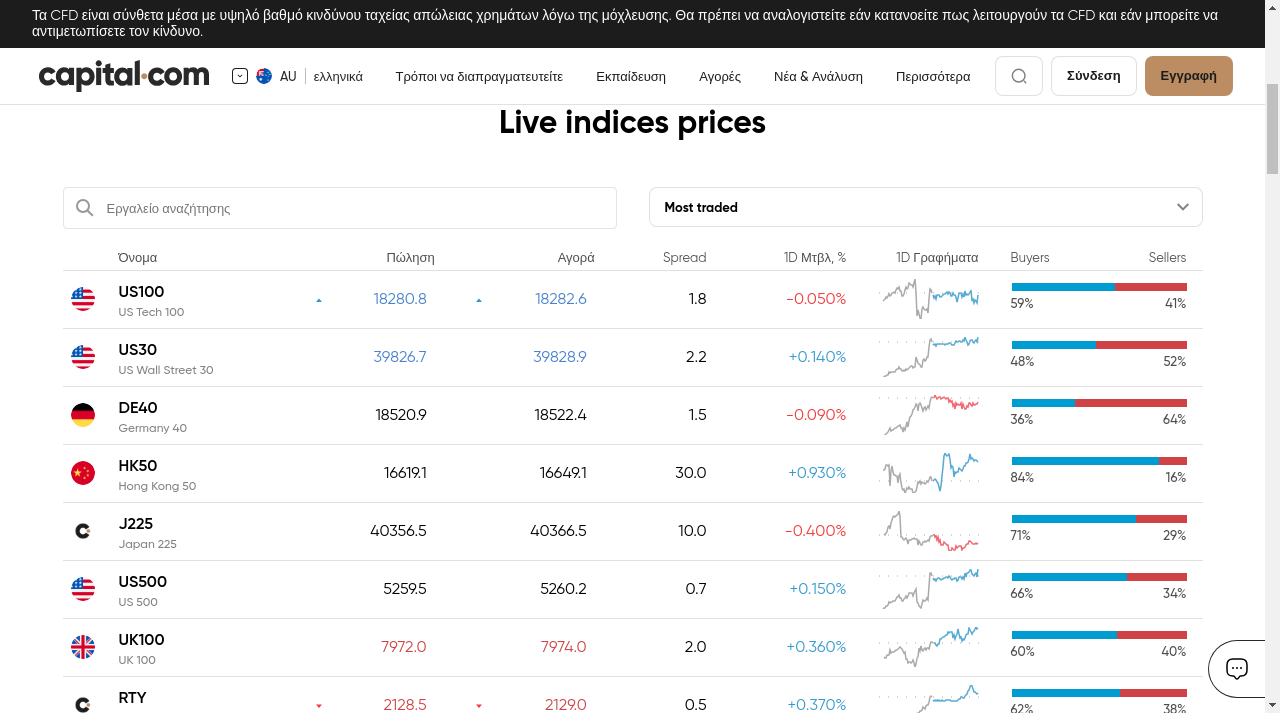 Τα CFD είναι σύνθετα μέσα με υψηλό βαθμό κινδύνου ταχείας απώλειας χρημάτων λόγω της μόχλευσης. Θα πρέπει να αναλογιστείτε εάν κατανοείτε πως λειτουργούν τα CFD και εάν μπορείτε να
αντιμετωπίσετε τον κίνδυνο.
capital.com AU ελληνικά Τρόποι να διαπραγματευτείτε Εκπαίδευση Αγορές Νέα & Ανάλυση Περισσότερα Σύνδεση Εγγραφή
Live indices prices
Εργαλείο αναζήτησης Most traded
Όνομα Πώληση Αγορά Spread 1D Μτβλ, % 1D Γραφήματα Buyers Sellers
US100 18280.8 18282.6 1.8 -0.050%
US Tech 100 59% 41%
US30 39826.7 39828.9 2.2 +0.140%
US Wall Street 30 48% 52%
DE40 18520.9 18522.4 1.5 -0.090%
Germany 40 36% 64%
HK50 16619.1 16649.1 30.0 +0.930%
Hong Kong 50 84% 16%
J225 40356.5 40366.5 10.0 -0.400%
Japan 225 71% 29%
US500 5259.5 5260.2 0.7 +0.150%
US 500 66% 34%
UK100 7972.0 7974.0 2.0 +0.360%
UK 100 60% 40%
RTY 2128.5 2129.0 0.5 +0.370%
62% 38%